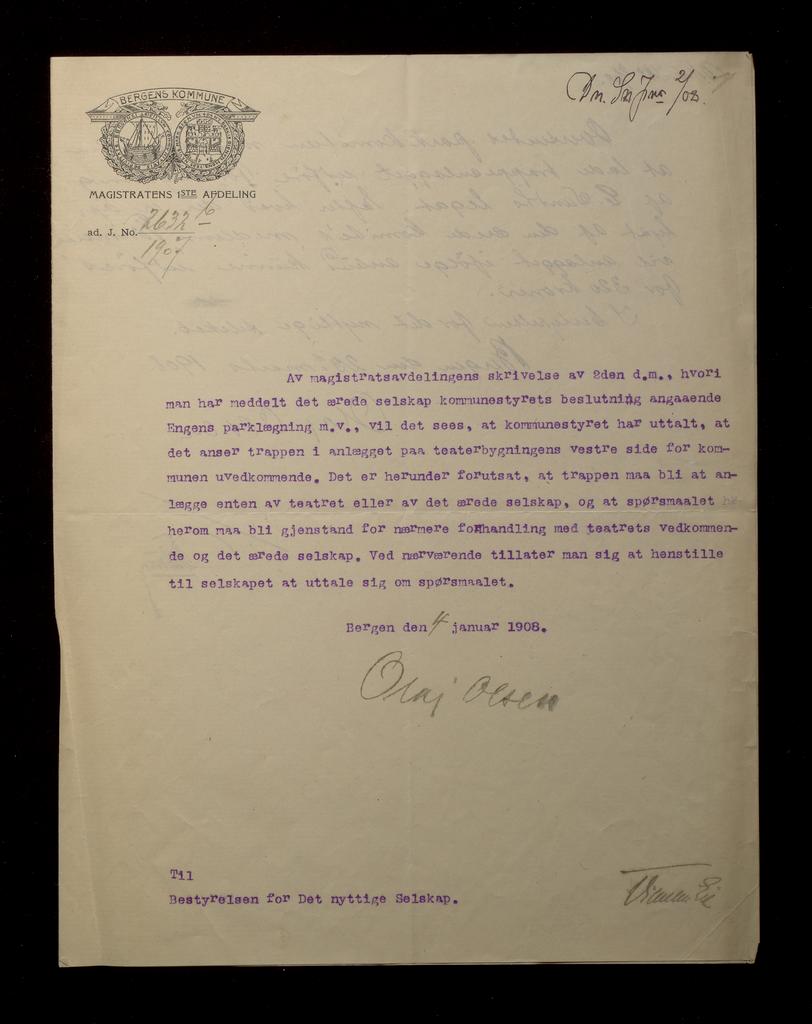 Dn. S. Jnr 2/08.
BERGENS KOMMUNE
MAGISTRATENS 1STE AFDELING
ad. J. No. 2632 b
1907
Av magistratsavdelingens skrivelse av 2den d.m., hvori
man har meddelt det ærede selskap kommunestyrets beslutning angaaende
Engens parklægning m.v., vil det sees, at kommunestyret har uttalt, at
det anser trappen i anlægget paa teaterbygningens vestre side for kom-
munen uvedkommende. Det er herunder forutsat, at trappen maa bli at an-
lægge enten av teatret eller av det ærede selskap, og at spørsmaalet
herom maa bli gjenstand for nærmere forhandling med teatrets vedkommen-
de og det ærede selskap. Ved nærværende tillater man sig at henstille
til selskapet at uttale sig om spørsmaalet.
Bergen den 4 januar 1908.
Olaf Olsen
Til
Bestyrelsen for Det nyttige Selskap.